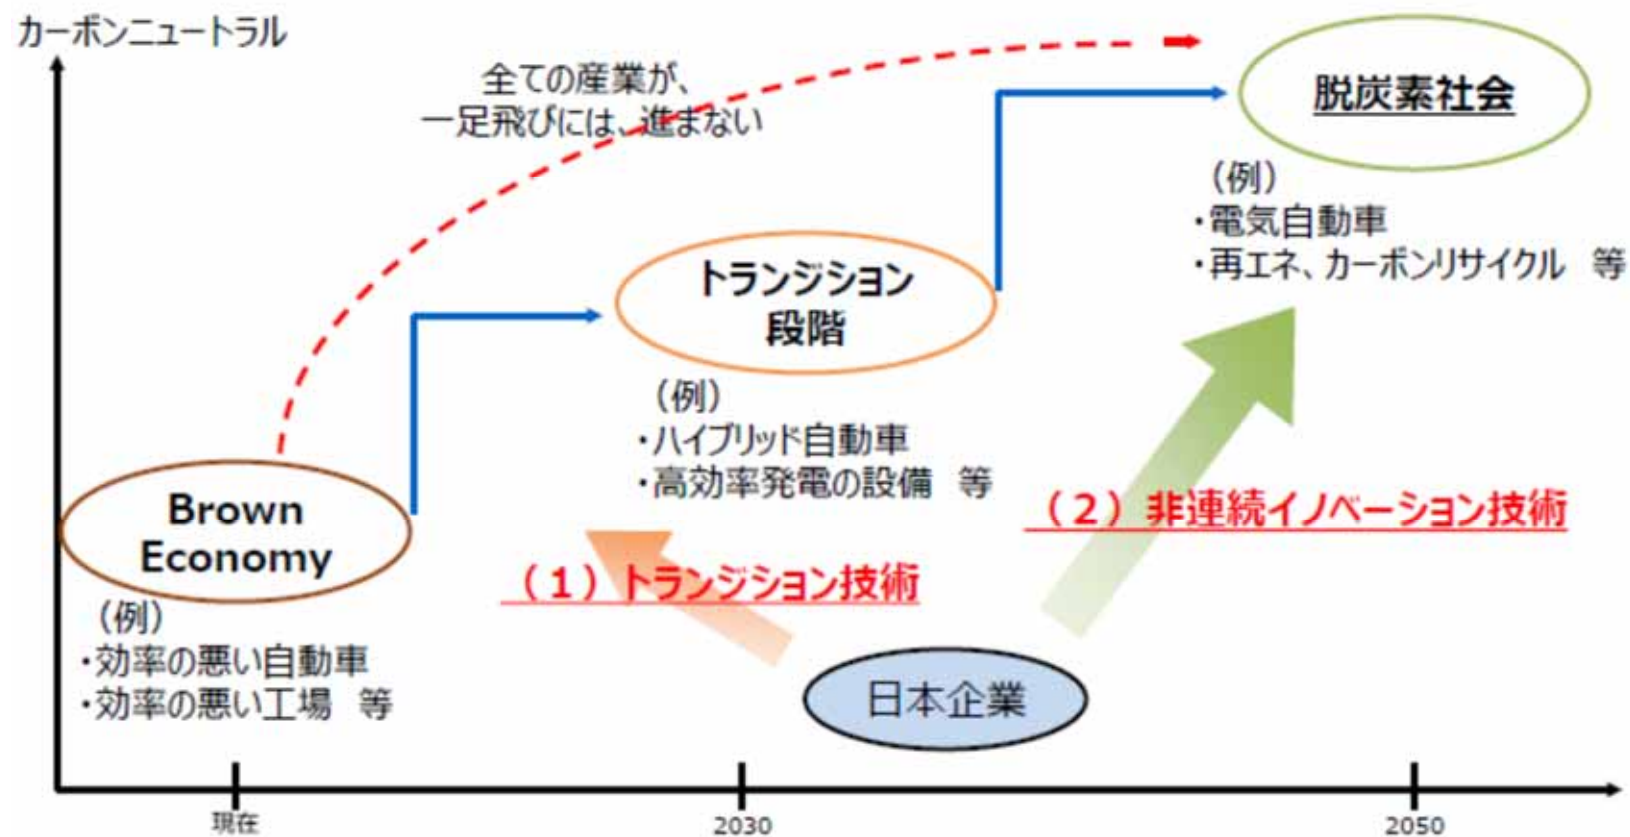 カーボンニュートラル
全ての産業が、
一足飛びには、進まない
脱炭素社会
（例）
・電気自動車
・再エネ、カーボンリサイクル　等
トランジション
段階
（例）
・ハイブリッド自動車
・高効率発電の設備　等
Brown
Economy
（例）
・効率の悪い自動車
・効率の悪い工場　等
（１）トランジション技術
（２）非連続イノベーション技術
日本企業
現在
2030
2050